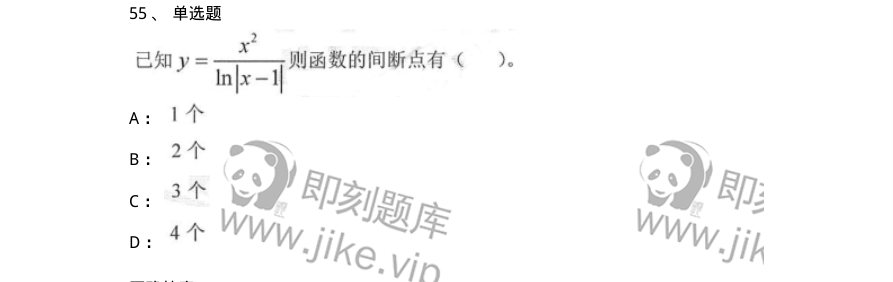 55 、 单选题
已知 y = x² / ln|x−1| 则函数的间断点有（ ）。
A： 1 个
B： 2 个
C： 3 个
D： 4 个
即刻题库
www.jike.vip
即
www.jik